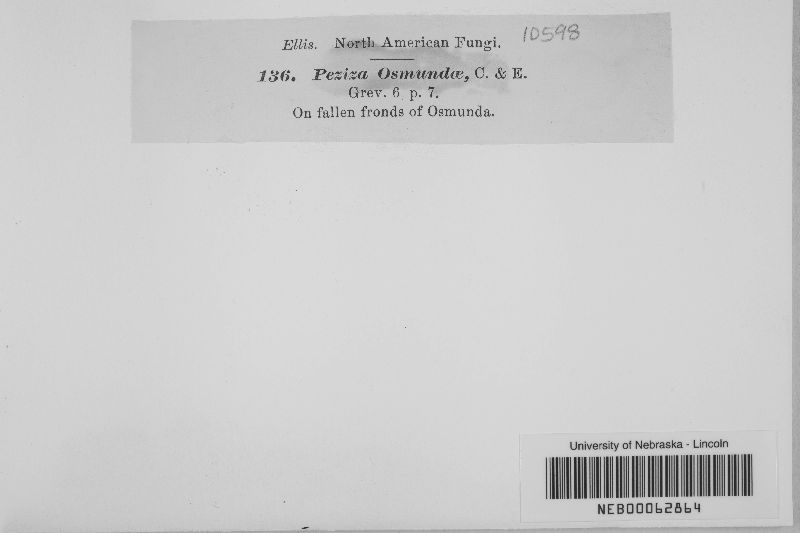 Ellis. North American Fungi. 10598
136. Peziza Osmundæ, C. & E.
Grev. 6 p. 7.
On fallen fronds of Osmunda.
University of Nebraska - Lincoln
NEB00062864